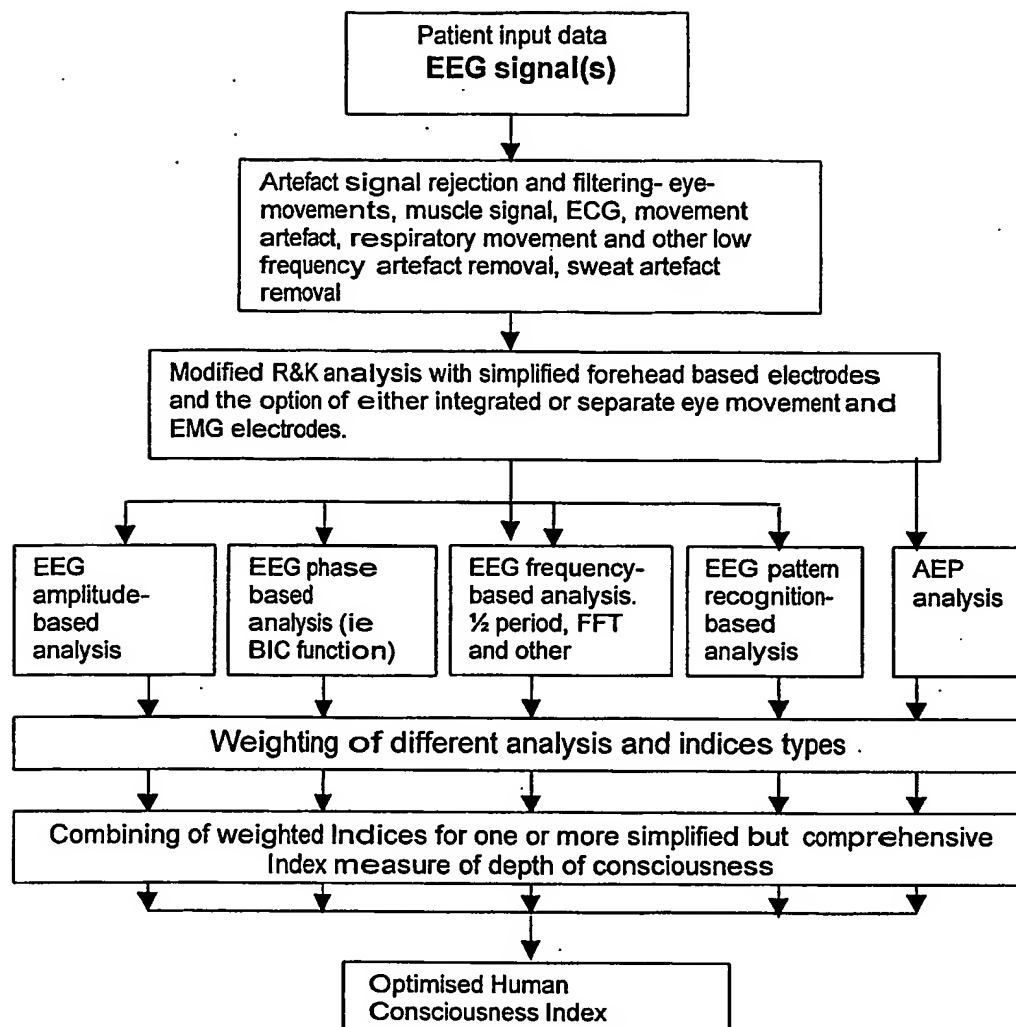 Patient input data
EEG signal(s)
Artefact signal rejection and filtering- eye-
movements, muscle signal, ECG, movement
artefact, respiratory movement and other low
frequency artefact removal, sweat artefact
removal
Modified R&K analysis with simplified forehead based electrodes
and the option of either integrated or separate eye movement and
EMG electrodes.
EEG
amplitude-
based
analysis
EEG phase
based
analysis (ie
BIC function)
EEG frequency-
based analysis.
½ period, FFT
and other
EEG pattern
recognition-
based
analysis
AEP
analysis
Weighting of different analysis and indices types
Combining of weighted Indices for one or more simplified but comprehensive
Index measure of depth of consciousness
Optimised Human
Consciousness Index